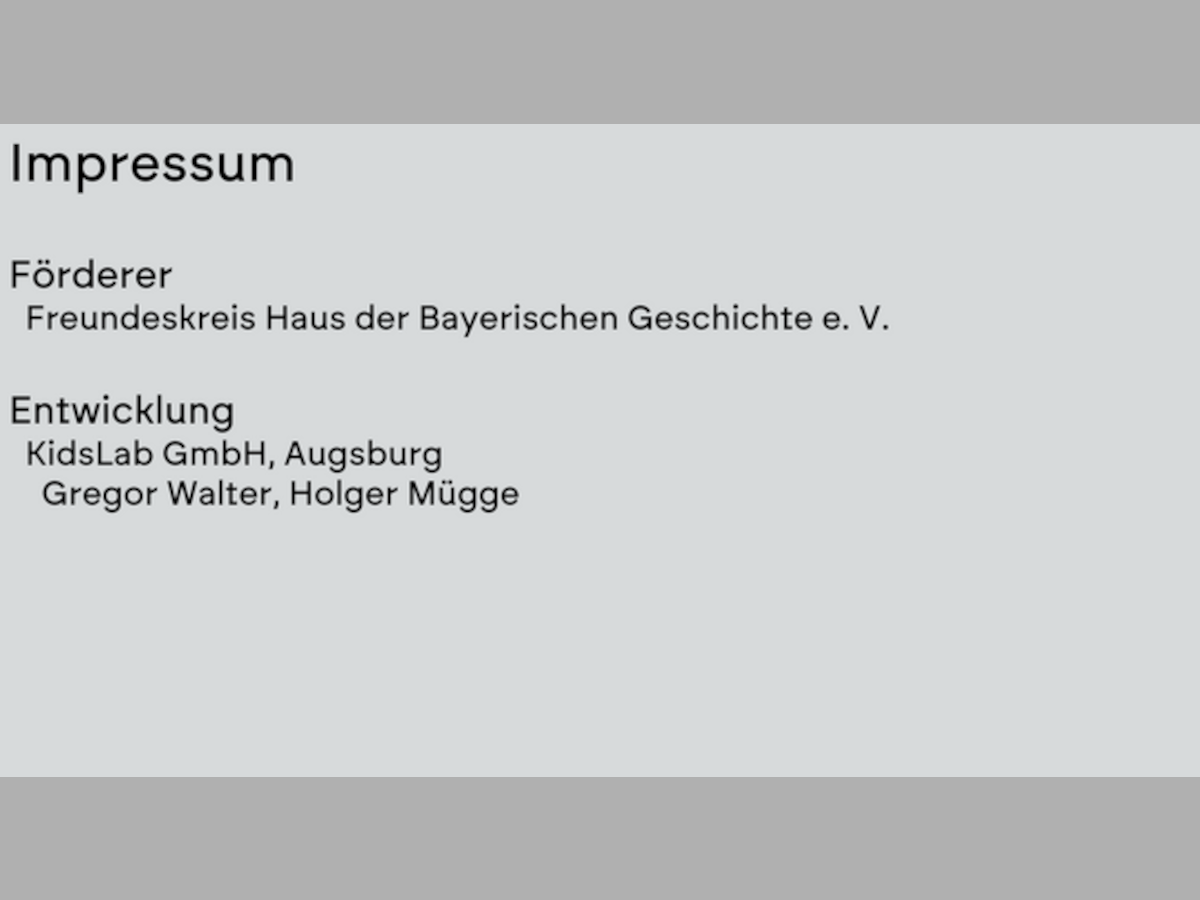 Impressum
Förderer
Freundeskreis Haus der Bayerischen Geschichte e. V.
Entwicklung
KidsLab GmbH, Augsburg
Gregor Walter, Holger Mügge